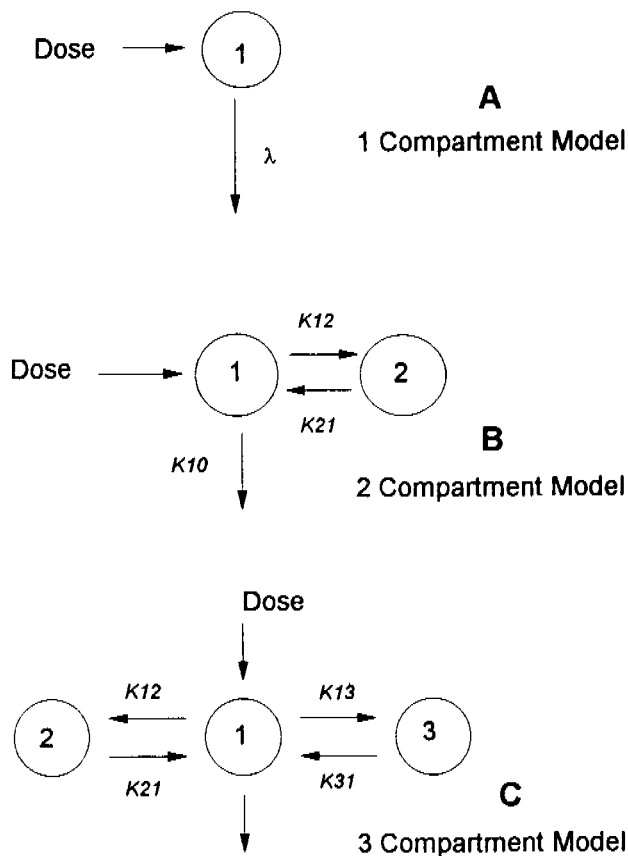 Dose
1
A
1 Compartment Model
λ
K12
Dose
1
2
K21
B
K10
2 Compartment Model
Dose
K12
K13
2
1
3
K21
K31
C
3 Compartment Model